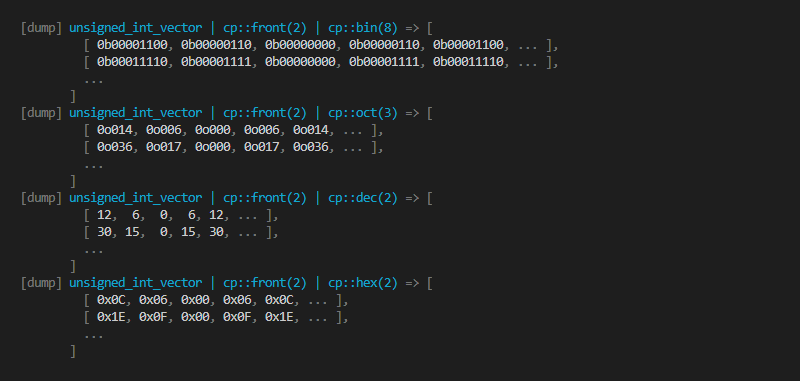 [dump] unsigned_int_vector | cp::front(2) | cp::bin(8) => [
         [ 0b00001100, 0b00000110, 0b00000000, 0b00000110, 0b00001100, ... ],
         [ 0b00011110, 0b00001111, 0b00000000, 0b00001111, 0b00011110, ... ],
         ...
       ]
[dump] unsigned_int_vector | cp::front(2) | cp::oct(3) => [
         [ 0o014, 0o006, 0o000, 0o006, 0o014, ... ],
         [ 0o036, 0o017, 0o000, 0o017, 0o036, ... ],
         ...
       ]
[dump] unsigned_int_vector | cp::front(2) | cp::dec(2) => [
         [ 12,  6,  0,  6, 12, ... ],
         [ 30, 15,  0, 15, 30, ... ],
         ...
       ]
[dump] unsigned_int_vector | cp::front(2) | cp::hex(2) => [
         [ 0x0C, 0x06, 0x00, 0x06, 0x0C, ... ],
         [ 0x1E, 0x0F, 0x00, 0x0F, 0x1E, ... ],
         ...
       ]